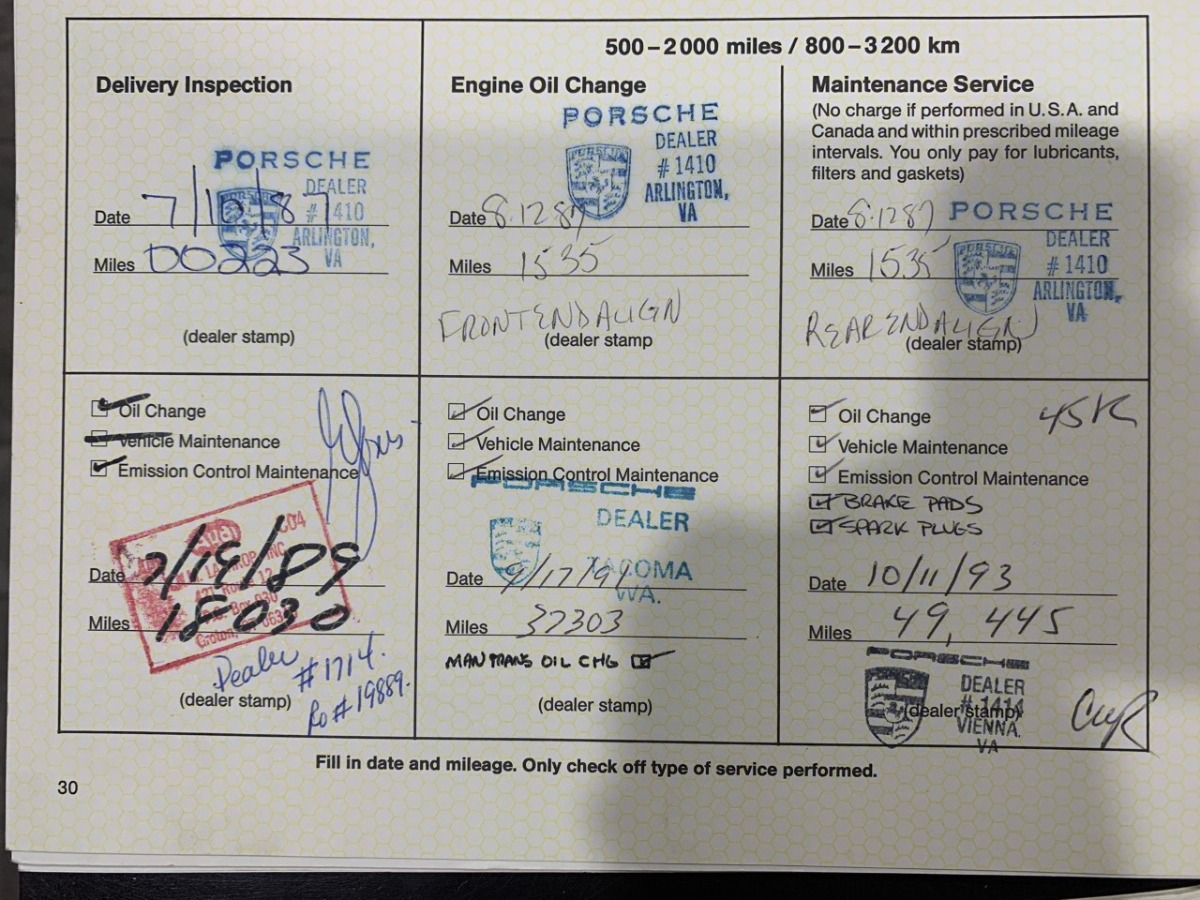 500–2000 miles / 800–3200 km
Delivery Inspection
PORSCHE
DEALER
# 1410
ARLINGTON,
VA
Date 7/10/87
Miles 00223
(dealer stamp)
Engine Oil Change
PORSCHE
DEALER
# 1410
ARLINGTON,
VA
Date 8.12.87
Miles 1535
FRONT END ALIGN
(dealer stamp
Maintenance Service
(No charge if performed in U.S.A. and
Canada and within prescribed mileage
intervals. You only pay for lubricants,
filters and gaskets)
Date 8.12.87
PORSCHE
DEALER
# 1410
ARLINGTON,
VA
Miles 1535
REAR END ALIGN
(dealer stamp)
Oil Change
Vehicle Maintenance
Emission Control Maintenance
Date 7/19/89
Miles 18030
Dealer
# 1714.
(dealer stamp)
Ro # 19889.
Oil Change
Vehicle Maintenance
Emission Control Maintenance
PORSCHE
DEALER
TACOMA
WA.
Date 9/17/91
Miles 37303
MAN TRANS OIL CHG
(dealer stamp)
Oil Change
45K
Vehicle Maintenance
Emission Control Maintenance
BRAKE PADS
SPARK PLUGS
Date 10/11/93
Miles 49,445
PORSCHE
DEALER
# 1414
(dealer stamp)
VIENNA.
VA
Fill in date and mileage. Only check off type of service performed.
30